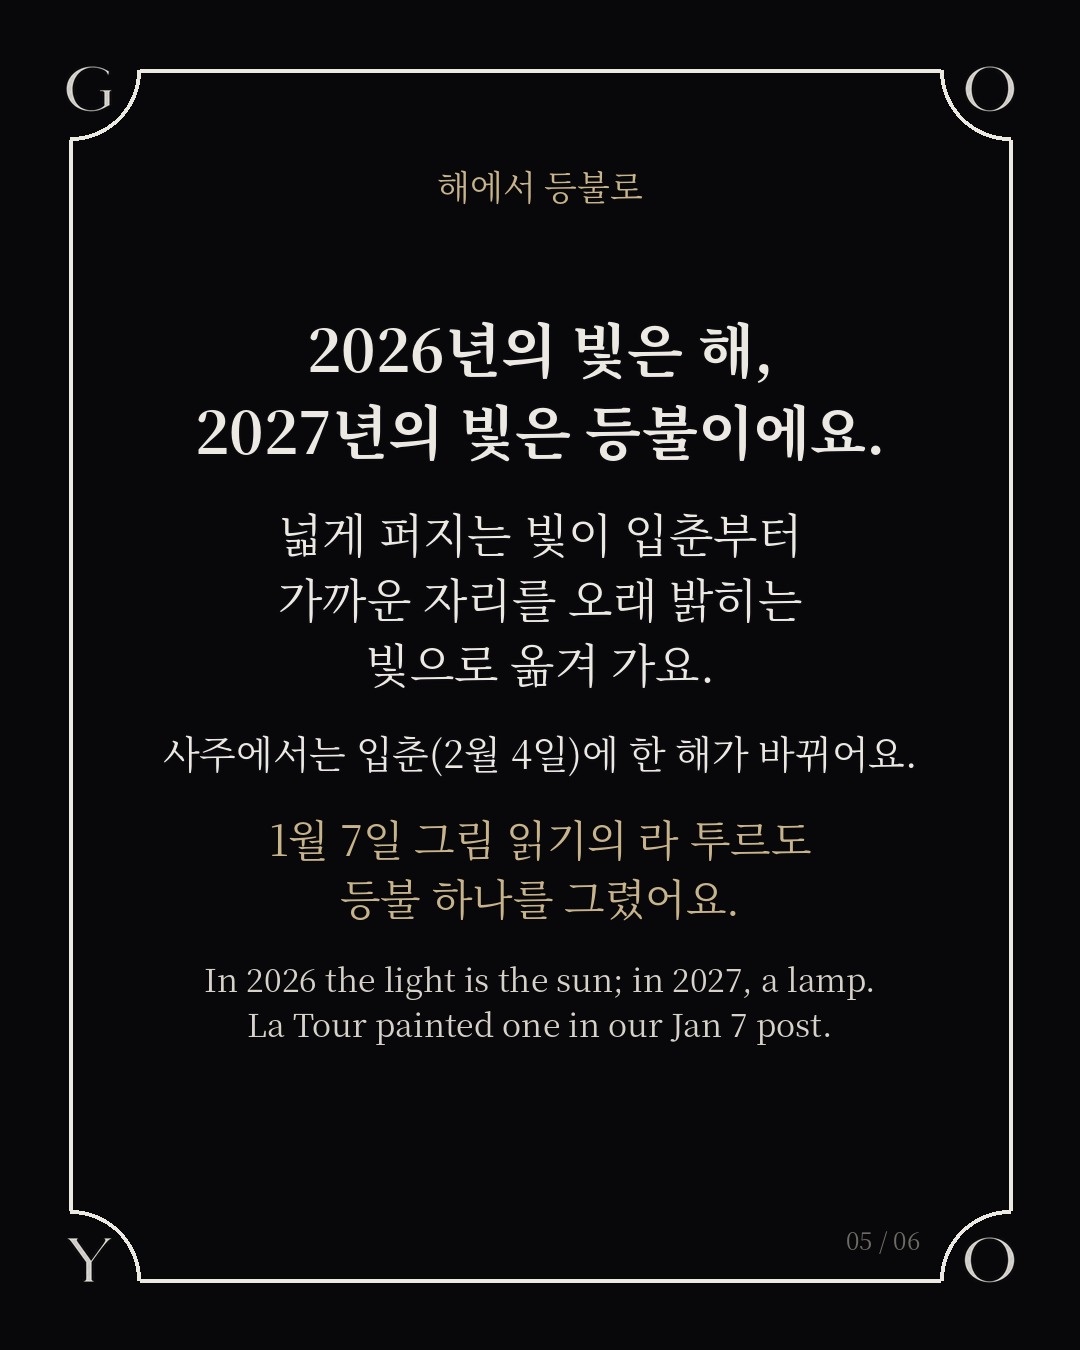 G O
해에서 등불로
2026년의 빛은 해,
2027년의 빛은 등불이에요.
넓게 퍼지는 빛이 입춘부터
가까운 자리를 오래 밝히는
빛으로 옮겨 가요.
사주에서는 입춘(2월 4일)에 한 해가 바뀌어요.
1월 7일 그림 읽기의 라 투르도
등불 하나를 그렸어요.
In 2026 the light is the sun; in 2027, a lamp.
La Tour painted one in our Jan 7 post.
05 / 06
Y O